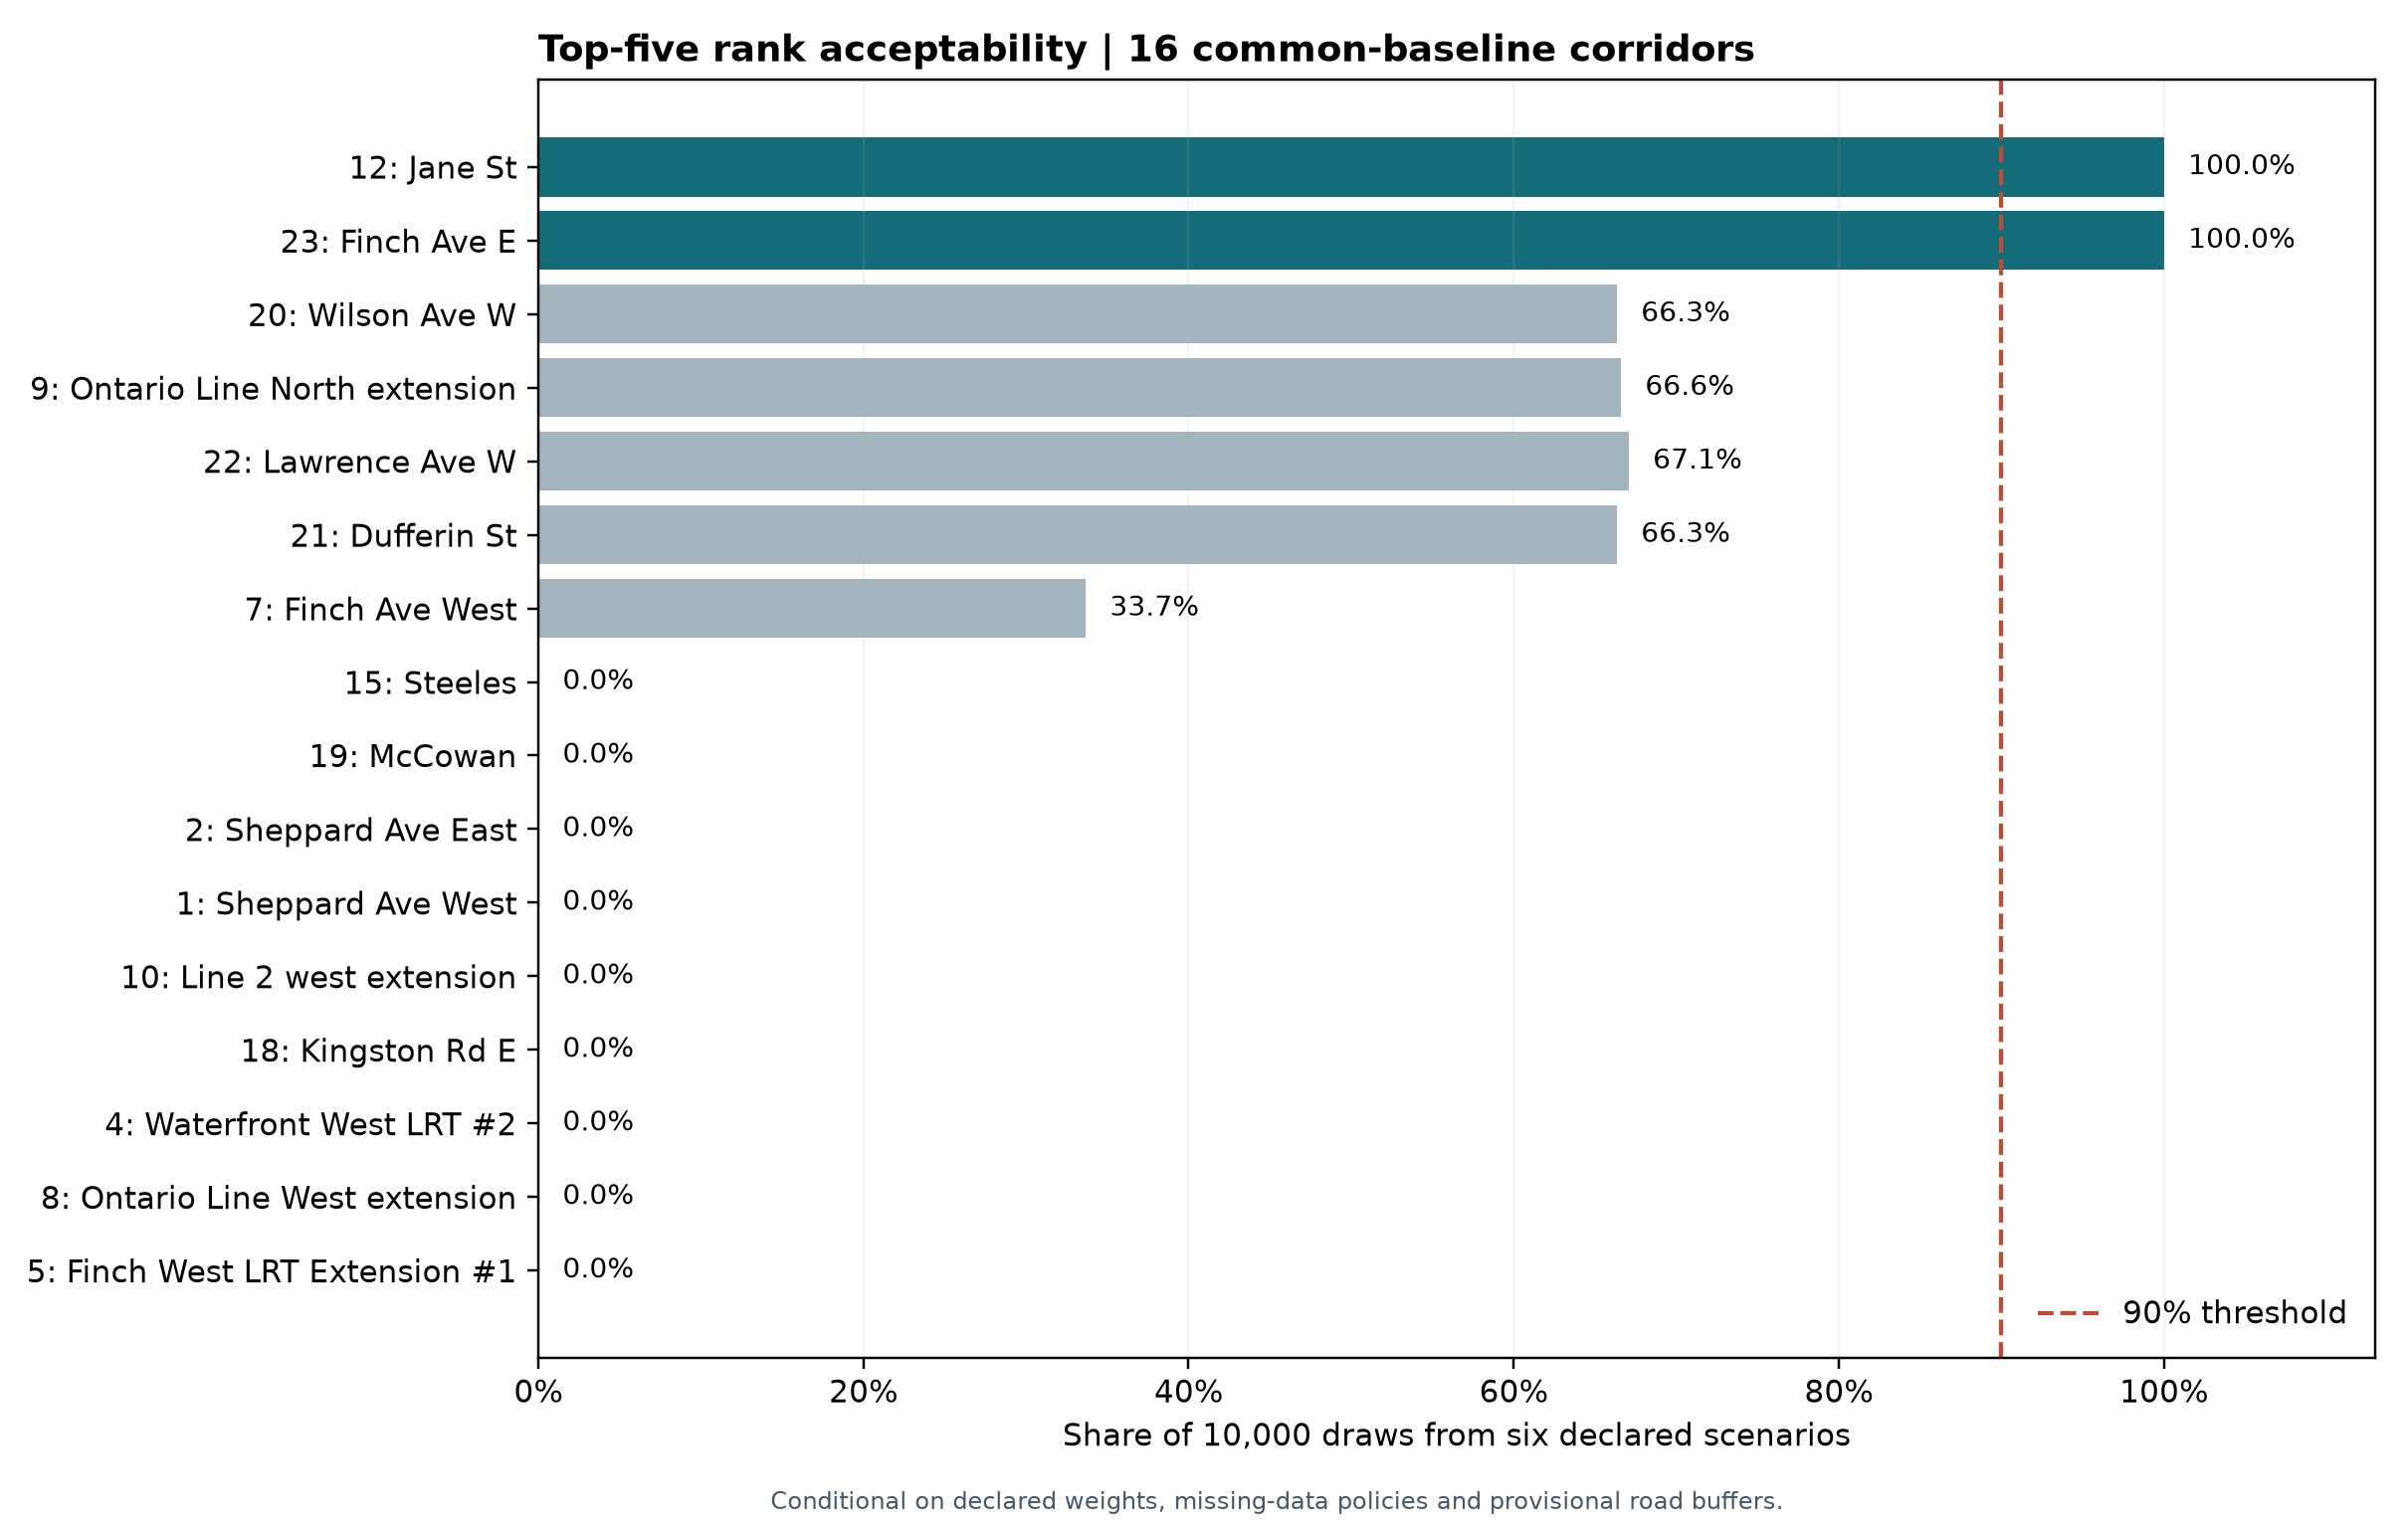 Top-five rank acceptability | 16 common-baseline corridors
12: Jane St 100.0%
23: Finch Ave E 100.0%
20: Wilson Ave W 66.3%
9: Ontario Line North extension 66.6%
22: Lawrence Ave W 67.1%
21: Dufferin St 66.3%
7: Finch Ave West 33.7%
15: Steeles 0.0%
19: McCowan 0.0%
2: Sheppard Ave East 0.0%
1: Sheppard Ave West 0.0%
10: Line 2 west extension 0.0%
18: Kingston Rd E 0.0%
4: Waterfront West LRT #2 0.0%
8: Ontario Line West extension 0.0%
5: Finch West LRT Extension #1 0.0%
90% threshold
0% 20% 40% 60% 80% 100%
Share of 10,000 draws from six declared scenarios
Conditional on declared weights, missing-data policies and provisional road buffers.